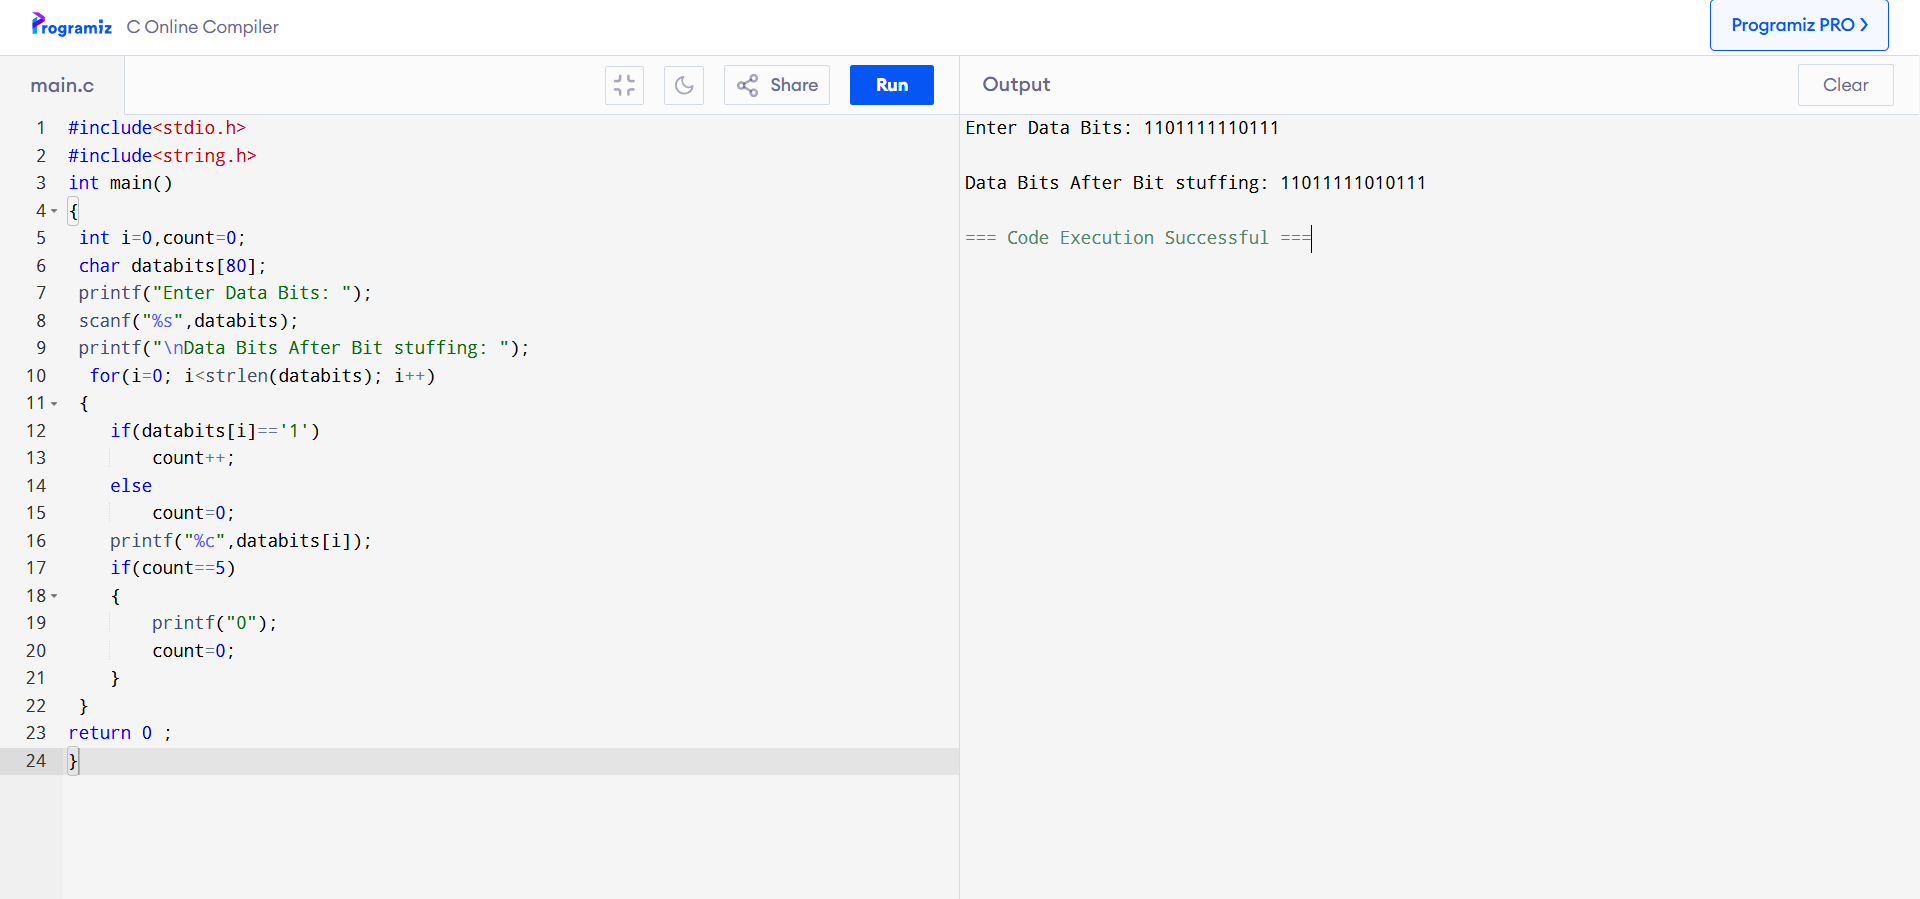 Programiz C Online Compiler
Programiz PRO >
main.c
Share
Run
Output
Clear
1 #include<stdio.h>
2 #include<string.h>
3 int main()
4 {
5 int i=0,count=0;
6 char databits[80];
7 printf("Enter Data Bits: ");
8 scanf("%s",databits);
9 printf("\nData Bits After Bit stuffing: ");
10 for(i=0; i<strlen(databits); i++)
11 {
12 if(databits[i]=='1')
13 count++;
14 else
15 count=0;
16 printf("%c",databits[i]);
17 if(count==5)
18 {
19 printf("0");
20 count=0;
21 }
22 }
23 return 0 ;
24 }
Enter Data Bits: 1101111110111
Data Bits After Bit stuffing: 11011111010111
=== Code Execution Successful ===